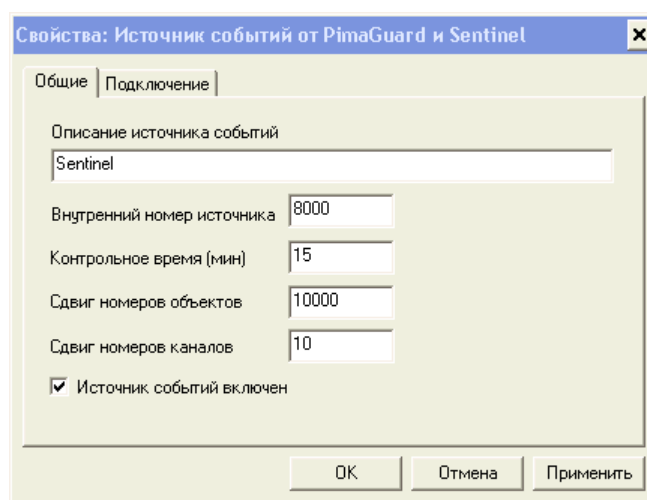 Свойства: Источник событий от PimaGuard и Sentinel
Общие Подключение
Описание источника событий
Sentinel
Внутренний номер источника 8000
Контрольное время (мин) 15
Сдвиг номеров объектов 10000
Сдвиг номеров каналов 10
Источник событий включен
OK Отмена Применить